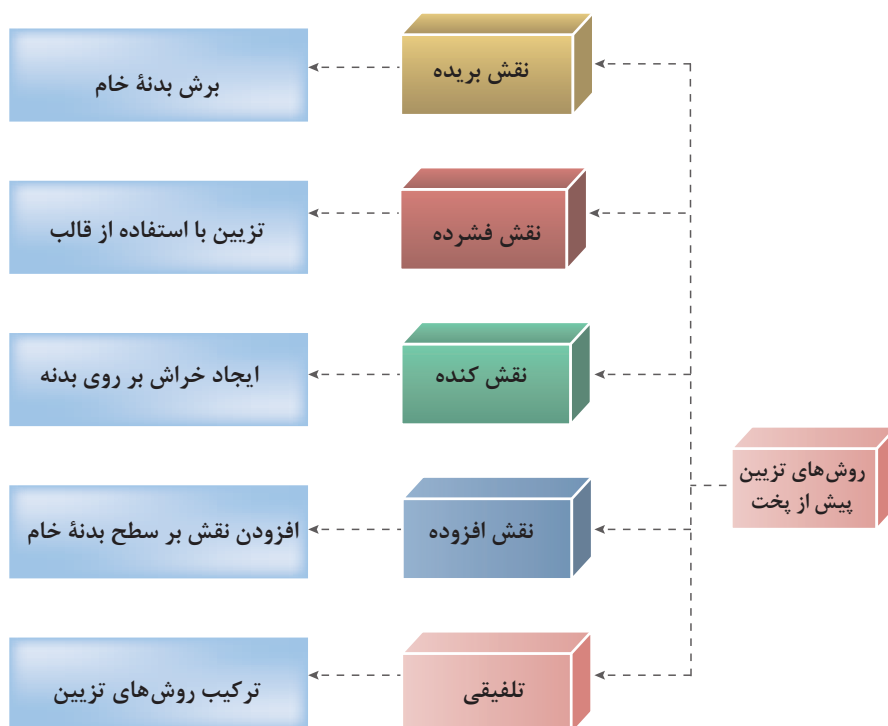 روش‌های تزیین
پیش از پخت
نقش بریده
برش بدنهٔ خام
نقش فشرده
تزیین با استفاده از قالب
نقش کنده
ایجاد خراش بر روی بدنه
نقش افزوده
افزودن نقش بر سطح بدنهٔ خام
تلفیقی
ترکیب روش‌های تزیین